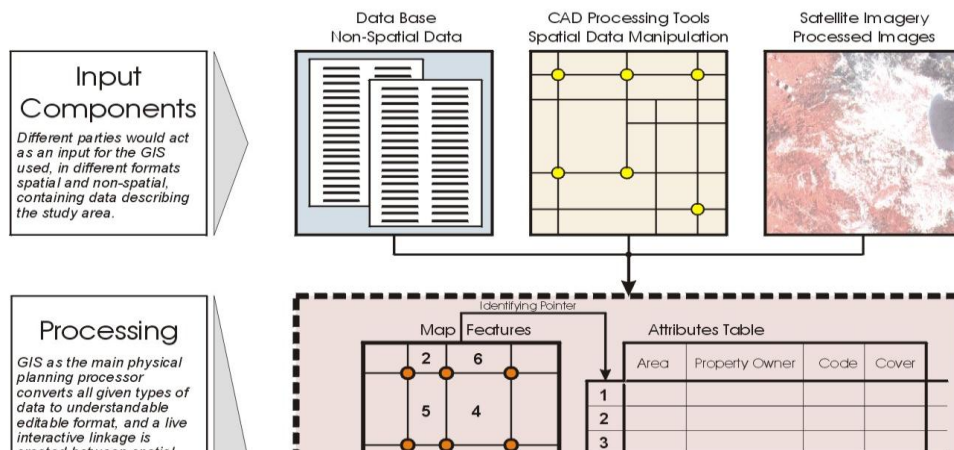 Data Base
Non-Spatial Data
CAD Processing Tools
Spatial Data Manipulation
Satellite Imagery
Processed Images
Input
Components
Different parties would act
as an input for the GIS
used, in different formats
spatial and non-spatial,
containing data describing
the study area.
Processing
GIS as the main physical
planning processor
converts all given types of
data to understandable
editable format, and a live
interactive linkage is
created between spatial
Identifying Pointer
Map Features
2 6
5 4
Attributes Table
Area Property Owner Code Cover
1
2
3